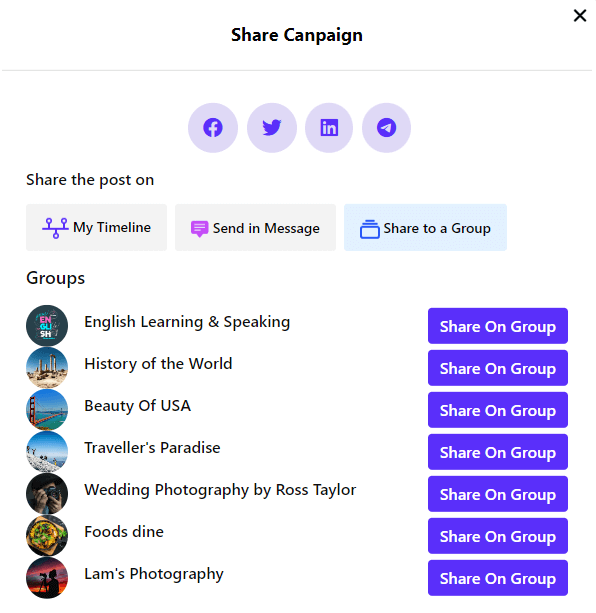 Share Canpaign
Share the post on
My Timeline Send in Message Share to a Group
Groups
ENGLISH
English Learning & Speaking Share On Group
History of the World Share On Group
Beauty Of USA Share On Group
Traveller's Paradise Share On Group
Wedding Photography by Ross Taylor Share On Group
Foods dine Share On Group
Lam's Photography Share On Group